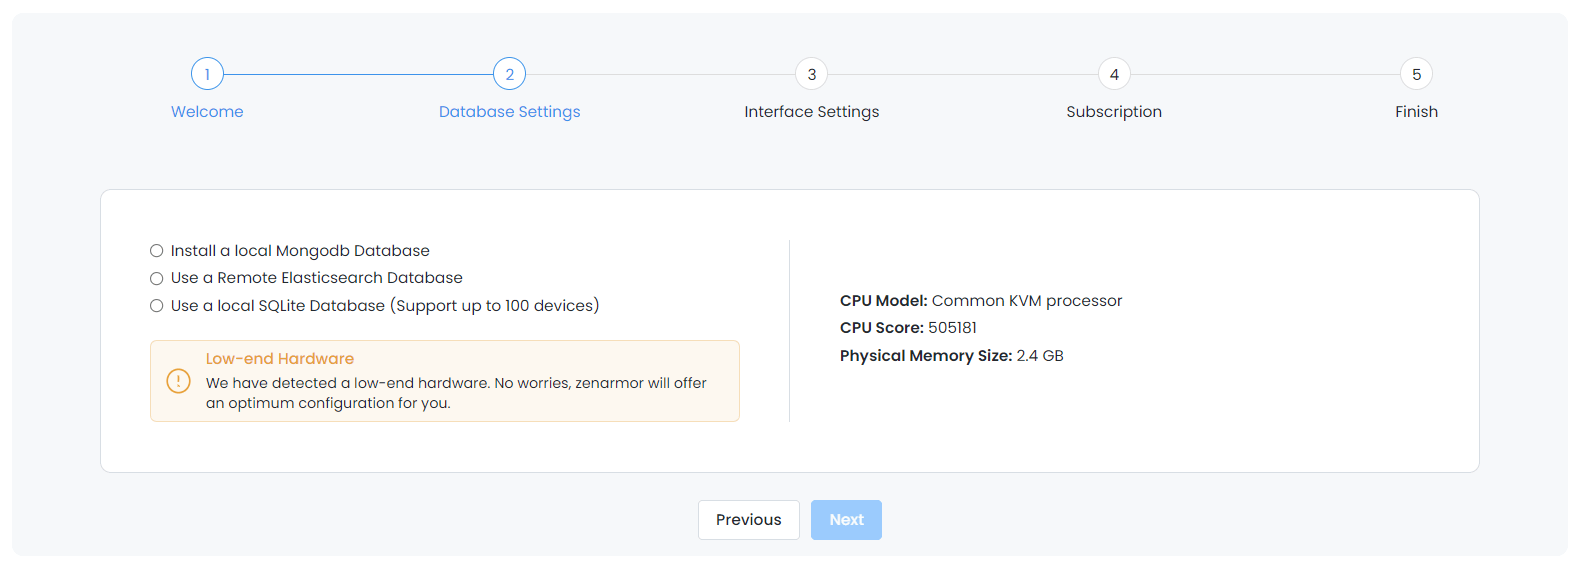 1 2 3 4 5
Welcome Database Settings Interface Settings Subscription Finish
Install a local Mongodb Database
Use a Remote Elasticsearch Database
Use a local SQLite Database (Support up to 100 devices)
Low-end Hardware
We have detected a low-end hardware. No worries, zenarmor will offer
an optimum configuration for you.
CPU Model: Common KVM processor
CPU Score: 505181
Physical Memory Size: 2.4 GB
Previous Next